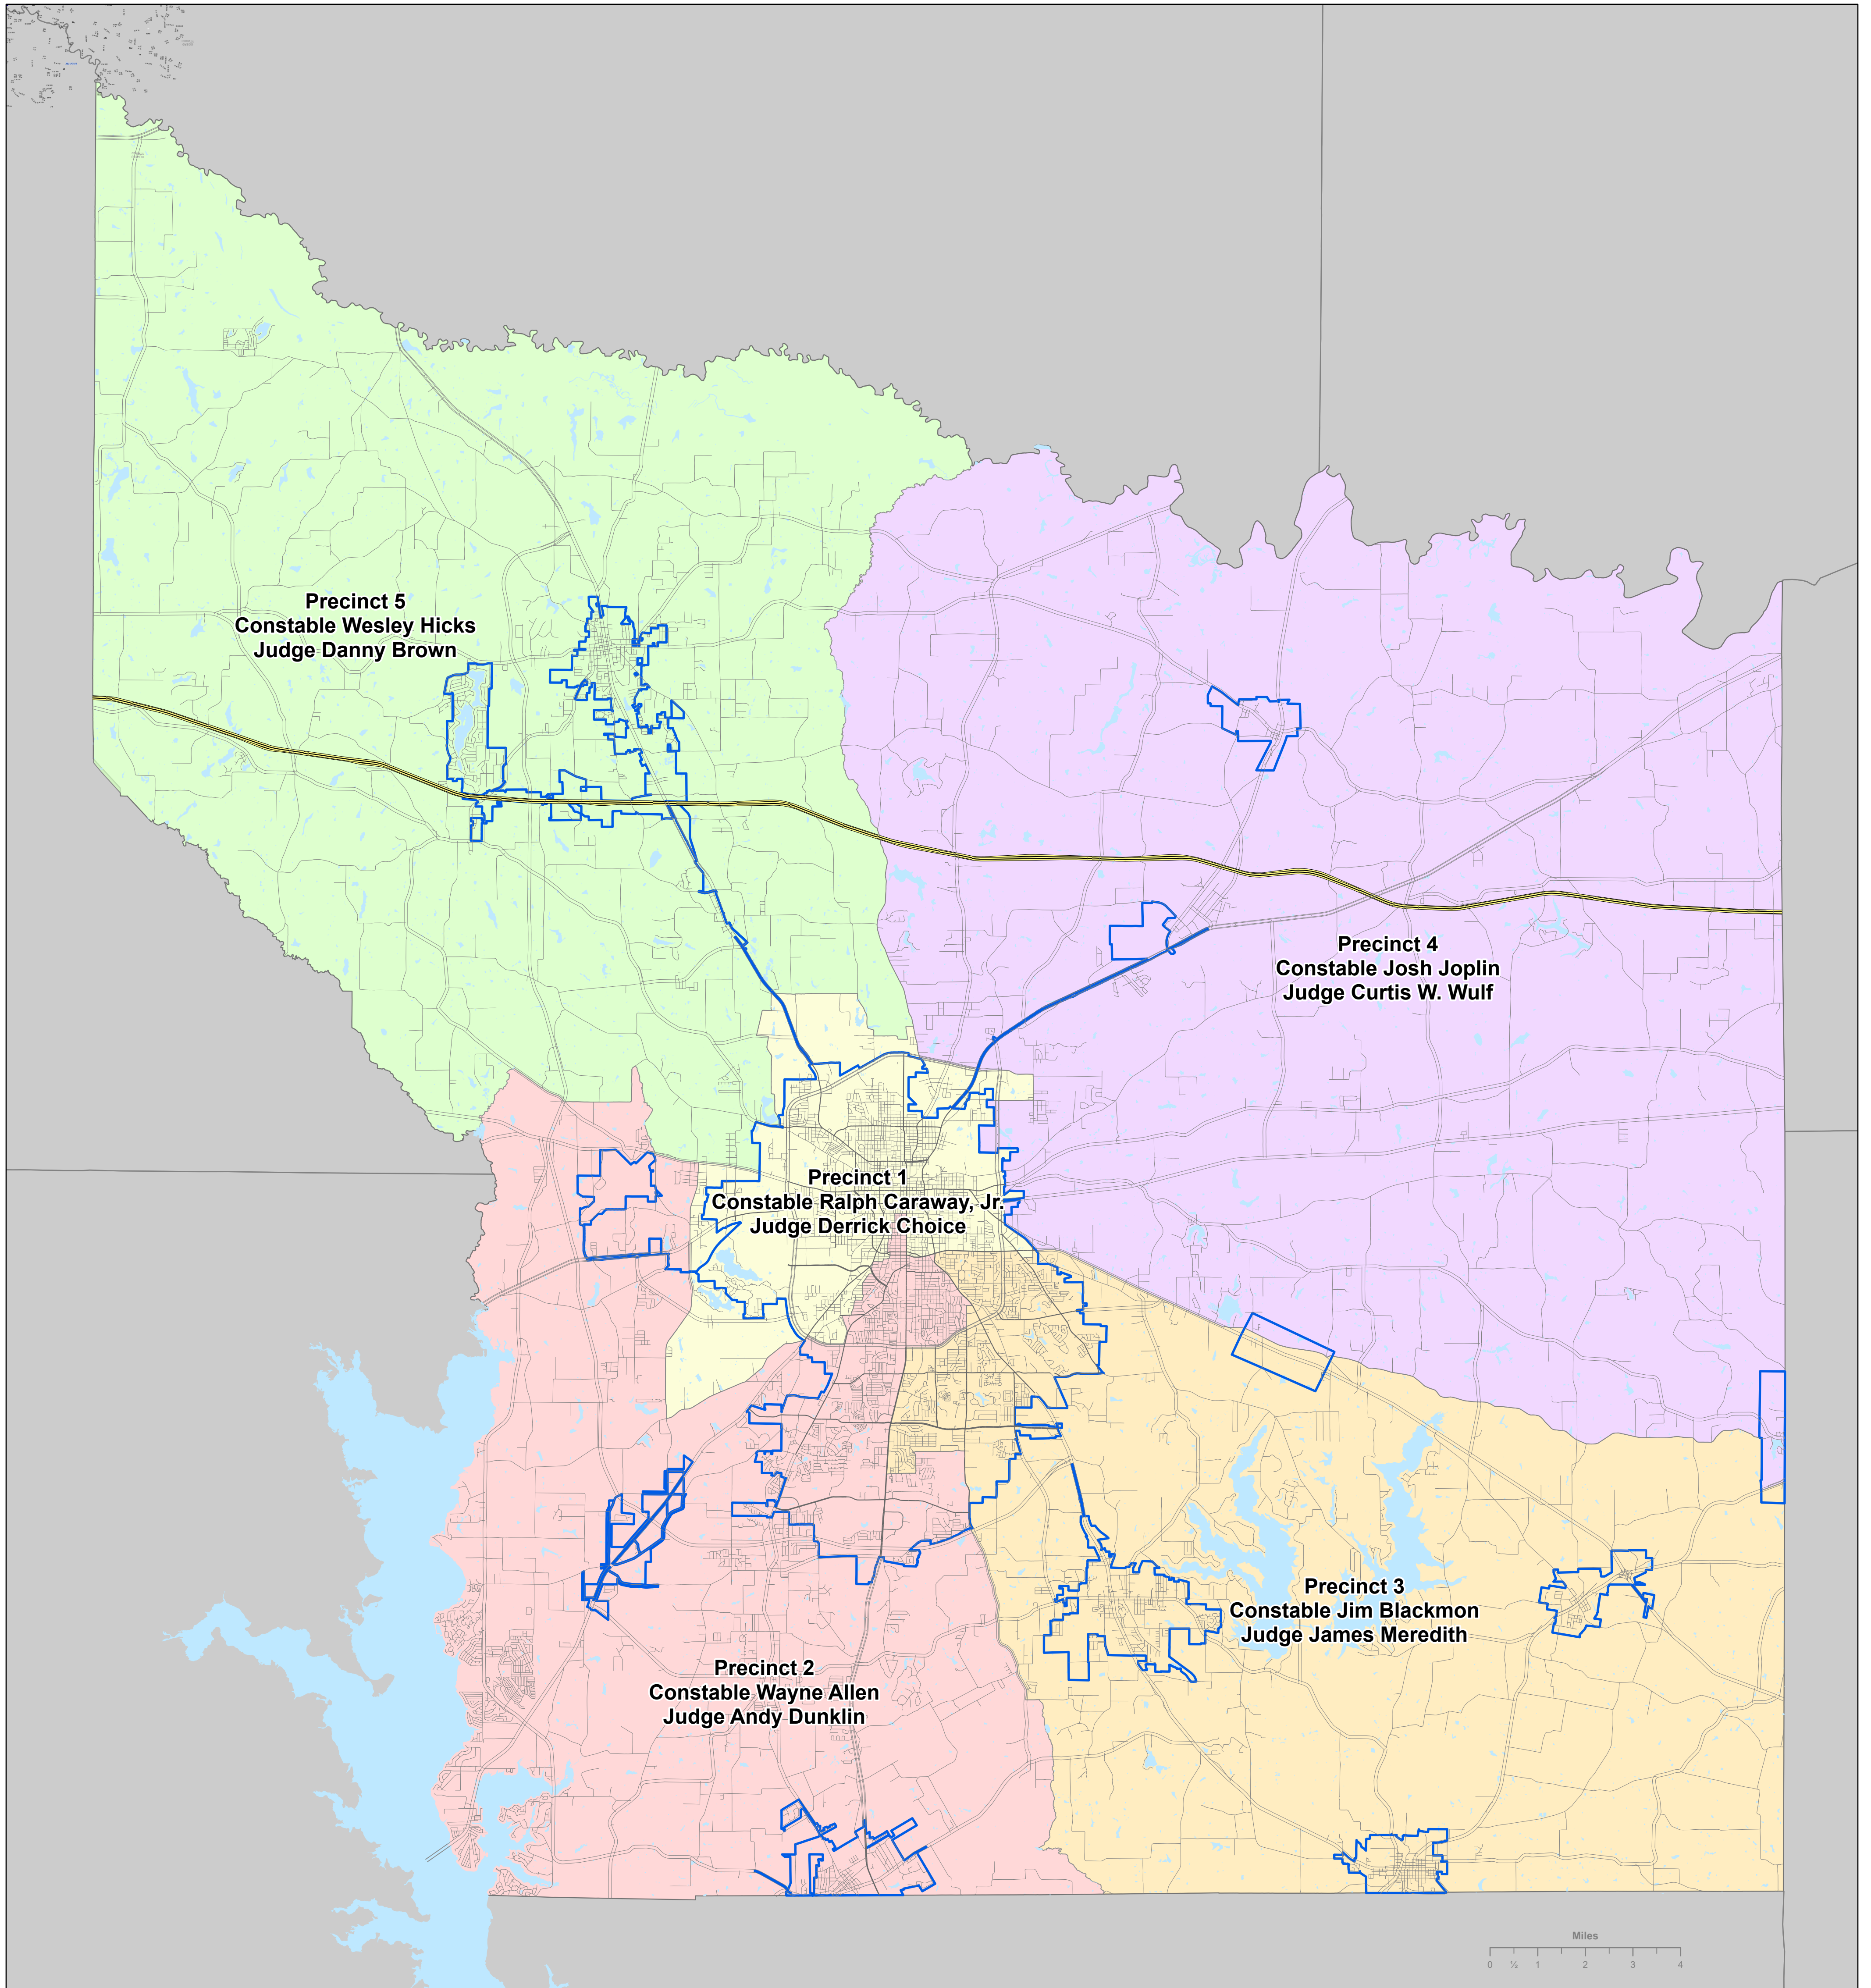 Precinct 5
Constable Wesley Hicks
Judge Danny Brown
Precinct 4
Constable Josh Joplin
Judge Curtis W. Wulf
Precinct 1
Constable Ralph Caraway, Jr.
Judge Derrick Choice
Precinct 3
Constable Jim Blackmon
Judge James Meredith
Precinct 2
Constable Wayne Allen
Judge Andy Dunklin
Miles
0 ½ 1 2 3 4